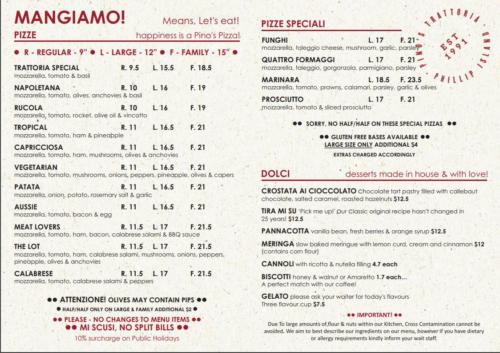 MANGIAMO! Means, Let's eat!
PIZZE happiness is a Pino's Pizza!
R - REGULAR - 9" L - LARGE - 12" F - FAMILY - 15"
TRATTORIA SPECIAL R. 9.5 L. 15.5 F. 18.5
mozzarella, tomato & basil
NAPOLETANA R. 10 L. 16 F. 19
mozzarella, tomato, olives, anchovies & basil
RUCOLA R. 10 L. 16 F. 19
mozzarella, tomato, rocket, olive oil & vincotto
TROPICAL R. 11 L. 16.5 F. 21
mozzarella, tomato, ham & pineapple
CAPRICCIOSA R. 11 L. 16.5 F. 21
mozzarella, tomato, ham, mushrooms, olives & anchovies
VEGETARIAN R. 11 L. 16.5 F. 21
mozzarella, tomato, mushrooms, onions, peppers, pineapple, olives & capers
PATATA R. 11 L. 16.5 F. 21
mozzarella, onion, potato, rosemary salt & garlic
AUSSIE R. 11 L. 16.5 F. 21
mozzarella, tomato, bacon & egg
MEAT LOVERS R. 11.5 L. 17 F. 21.5
mozzarella, tomato, ham, bacon, calabrese salami & BBQ sauce
THE LOT R. 11.5 L. 17 F. 21.5
mozzarella, tomato, ham, calabrese salami, mushrooms, onions, peppers,
pineapple, olives & anchovies
CALABRESE R. 11.5 L. 17 F. 21.5
mozzarella, tomato, calabrese salami & peppers
ATTENZIONE! OLIVES MAY CONTAIN PIPS
HALF/HALF ONLY ON LARGE & FAMILY ADDITIONAL $2
PLEASE - NO CHANGES TO MENU ITEMS
MI SCUSI, NO SPLIT BILLS
10% surcharge on Public Holidays
PIZZE SPECIALI
FUNGHI L. 17 F. 21
mozzarella, taleggio cheese, mushroom, garlic, parsley
QUATTRO FORMAGGI L. 17 F. 21
mozzarella, taleggio, gorgonzola, parmigiano, parsley
MARINARA L. 18.5 F. 23.5
mozzarella, tomato, prawns, calamari, parsley, garlic & olives
PROSCIUTTO L. 17 F. 21
mozzarella, tomato & sliced prosciutto
PINO'S TRATTORIA
EST
1991
PHILLIP ISLAND
SORRY, NO HALF/HALF ON THESE SPECIAL PIZZAS
GLUTEN FREE BASES AVAILABLE
LARGE SIZE ONLY ADDITIONAL $4
EXTRAS CHARGED ACCORDINGLY
DOLCI desserts made in house & with love!
CROSTATA AI CIOCCOLATO Chocolate tart pastry filled with callebaut
chocolate, salted caramel, roasted hazelnuts $12.5
TIRA MI SU 'Pick me up!' Our Classic original recipe hasn't changed in
25 years! $12.5
PANNACOTTA vanilla bean, fresh berries & orange syrup $12.5
MERINGA slow baked meringue with lemon curd, cream and cinnamon $12
(contains corn flour)
CANNOLI with ricotta & nutella filling 4.7 each
BISCOTTI honey & walnut or Amaretto 1.7 each...
A perfect match with our coffee!
GELATO please ask your waiter for today's flavours
Three flavour cup $7.5
IMPORTANT!
Due To large amounts of flour & nuts within our Kitchen, Cross Contamination cannot be
avoided. We aim to best describe our ingredients on our menu, however if you have dietary
or allergy requirements kindly inform your wait staff